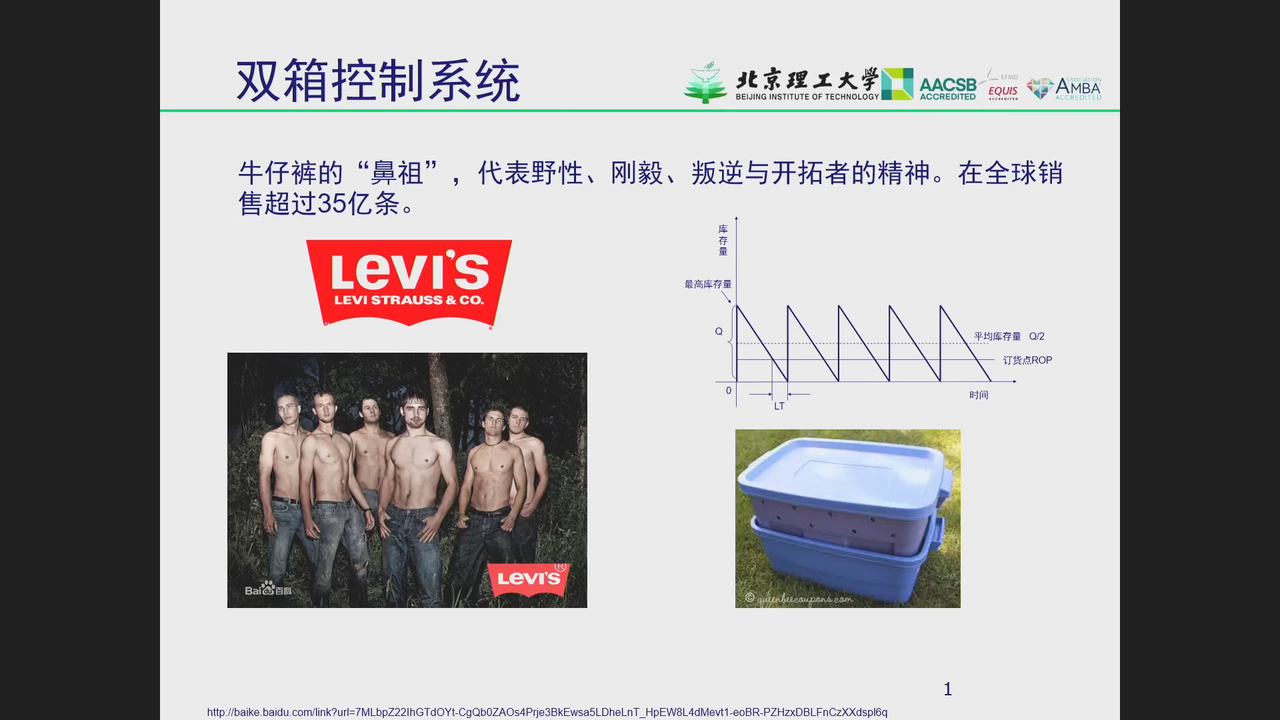 双箱控制系统
北京理工大学
BEIJING INSTITUTE OF TECHNOLOGY
AACSB
ACCREDITED
EFMD
EQUIS
ACCREDITED
ASSOCIATION
AMBA
ACCREDITED
牛仔裤的“鼻祖”，代表野性、刚毅、叛逆与开拓者的精神。在全球销
售超过35亿条。
LEVI'S
LEVI STRAUSS & CO.
库存量
最高库存量
Q
平均库存量 Q/2
订货点ROP
0
LT
时间
Bai百科
LEVI'S
®
© queenbeecoupons.com
1
http://baike.baidu.com/link?url=7MLbpZ22IhGTdOYt-CgQb0ZAOs4Prje3BkEwsa5LDheLnT_HpEW8L4dMevt1-eoBR-PZHzxDBLFnCzXXdspl6q